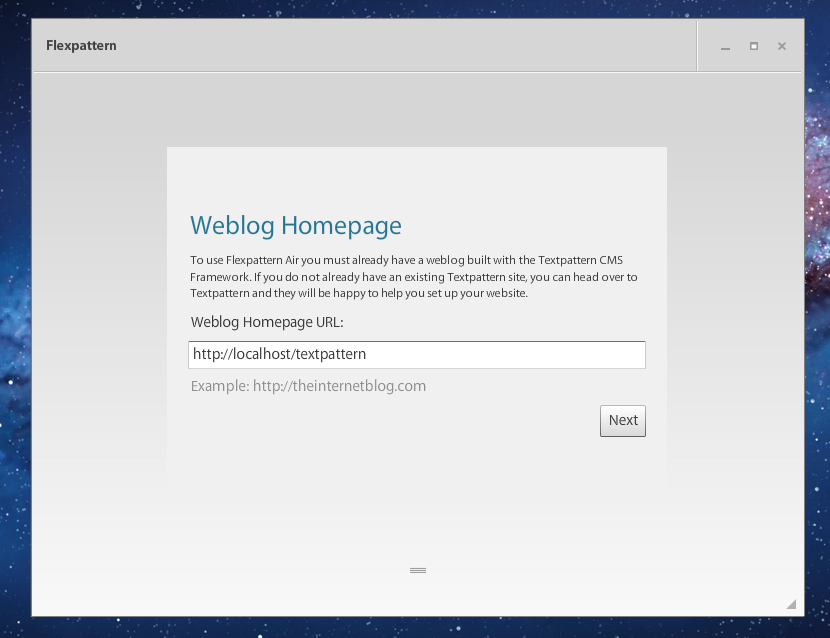 Flexpattern
Weblog Homepage
To use Flexpattern Air you must already have a weblog built with the Textpattern CMS
Framework. If you do not already have an existing Textpattern site, you can head over to
Textpattern and they will be happy to help you set up your website.
Weblog Homepage URL:
http://localhost/textpattern
Example: http://theinternetblog.com
Next